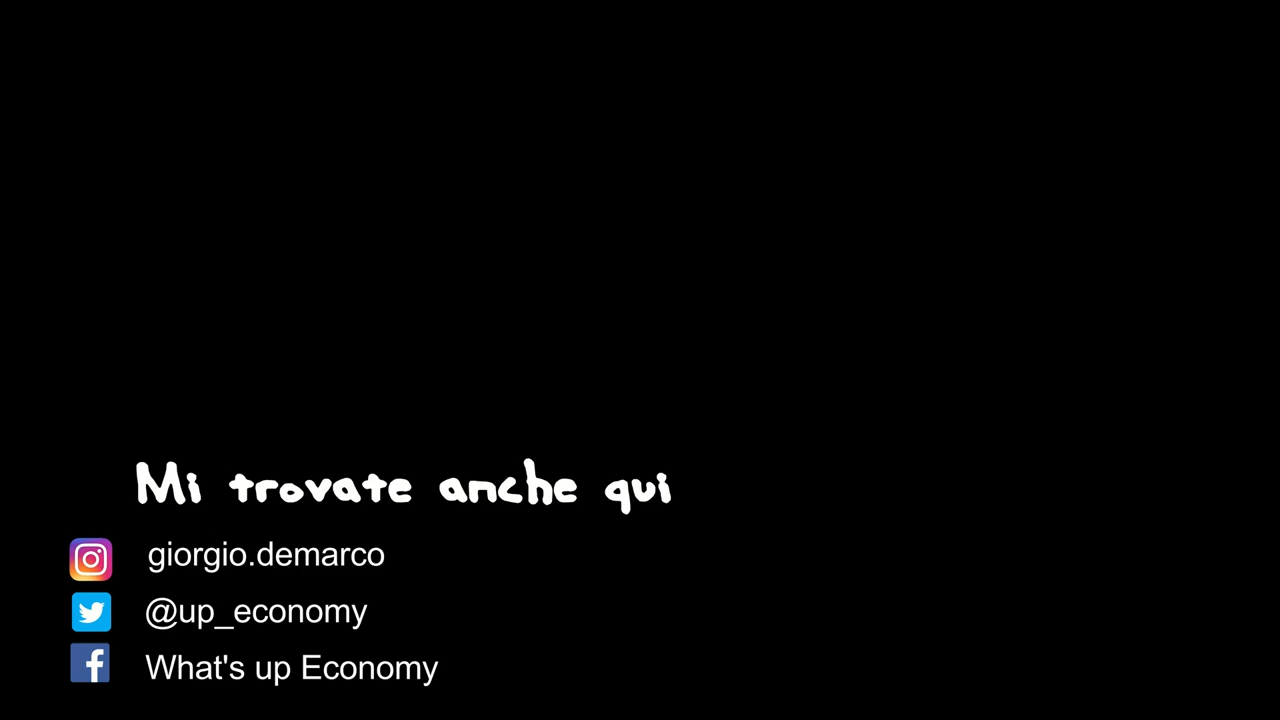 Mi trovate anche qui
giorgio.demarco
@up_economy
What's up Economy